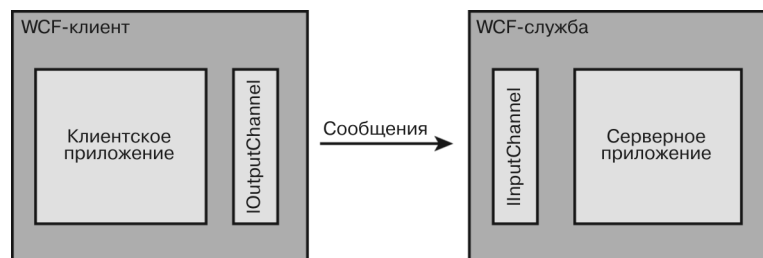 WCF-клиент
Клиентское
приложение
IOutputChannel
Сообщения
WCF-служба
IInputChannel
Серверное
приложение